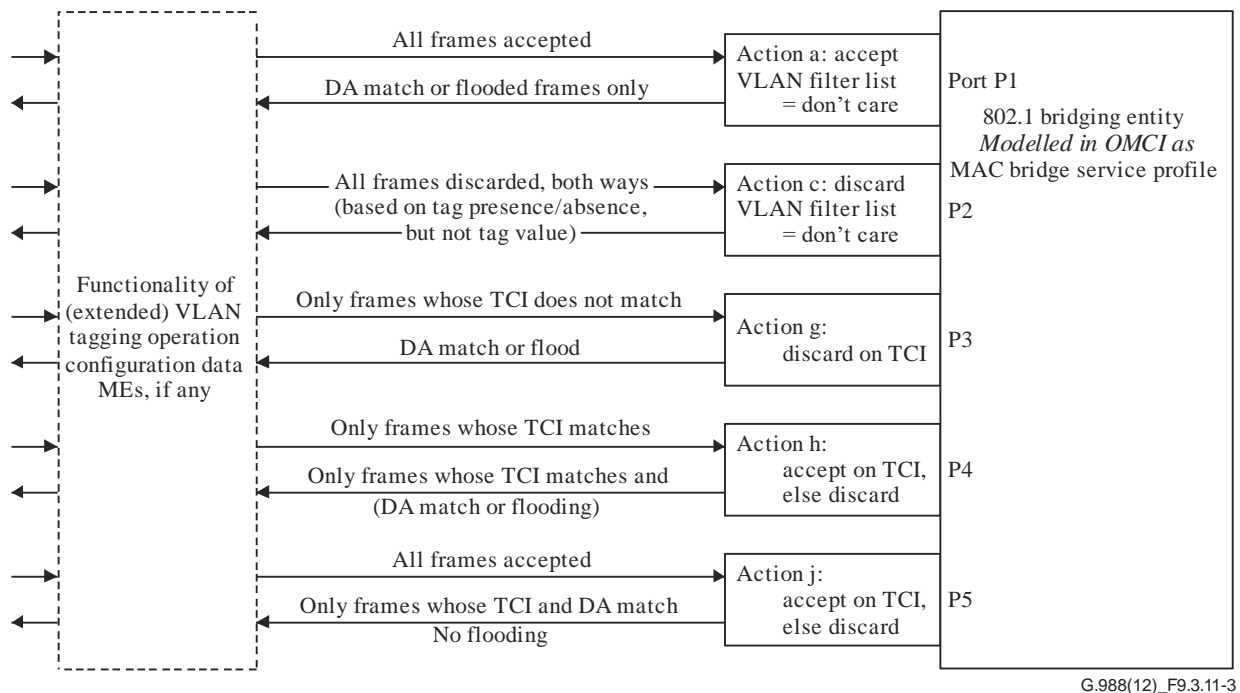 All frames accepted
DA match or flooded frames only
Action a: accept
VLAN filter list
= don't care
Port P1
802.1 bridging entity
Modelled in OMCI as
MAC bridge service profile
All frames discarded, both ways
(based on tag presence/absence,
but not tag value)
Action c: discard
VLAN filter list
= don't care
P2
Functionality of
(extended) VLAN
tagging operation
configuration data
MEs, if any
Only frames whose TCI does not match
DA match or flood
Action g:
discard on TCI
P3
Only frames whose TCI matches
Only frames whose TCI matches and
(DA match or flooding)
Action h:
accept on TCI,
else discard
P4
All frames accepted
Only frames whose TCI and DA match
No flooding
Action j:
accept on TCI,
else discard
P5
G.988(12)_F9.3.11-3